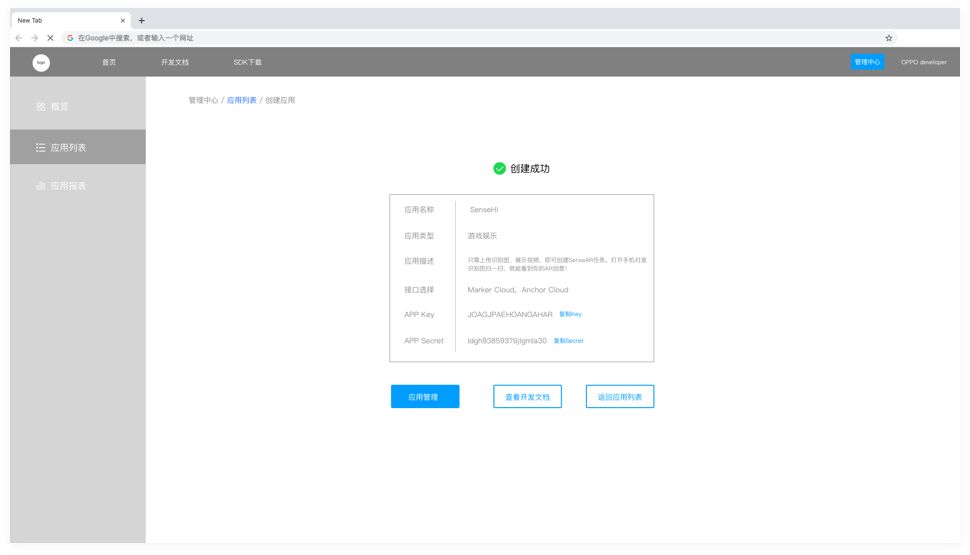 New Tab
在Google中搜索，或者输入一个网址
logo
首页
开发文档
SDK下载
管理中心
OPPO developer
概览
应用列表
应用报表
管理中心 / 应用列表 / 创建应用
创建成功
应用名称 SenseHi
应用类型 游戏娱乐
应用描述 只需上传识别图、展示视频，即可创建SenseAR任务。打开手机对准
识别图扫一扫，就能看到你的AR创意！
接口选择 Marker Cloud、Anchor Cloud
APP Key JOAGJPAEHOANGAHAR 复制Key
APP Secret ldgh93859376jlgmla30 复制Secret
应用管理
查看开发文档
返回应用列表